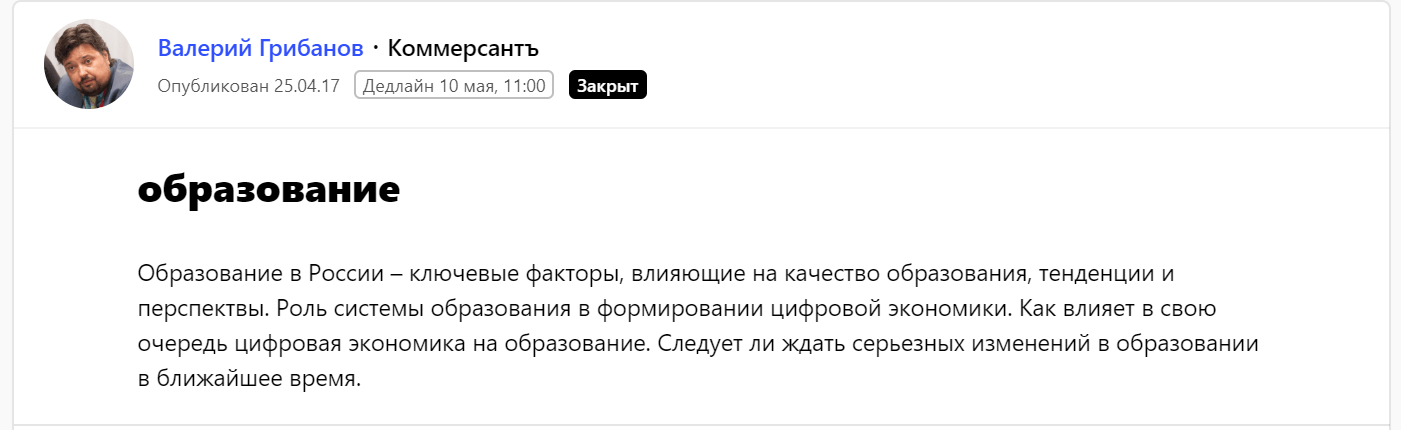 Валерий Грибанов · Коммерсантъ
Опубликован 25.04.17 Дедлайн 10 мая, 11:00 Закрыт
образование
Образование в России – ключевые факторы, влияющие на качество образования, тенденции и
перспектвы. Роль системы образования в формировании цифровой экономики. Как влияет в свою
очередь цифровая экономика на образование. Следует ли ждать серьезных изменений в образовании
в ближайшее время.